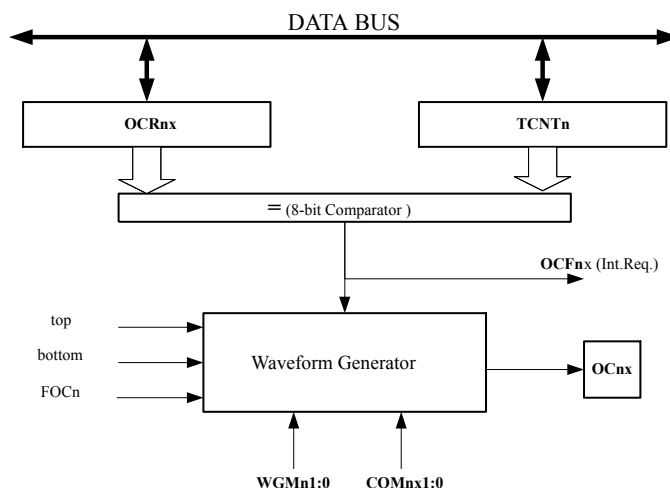 DATA BUS
OCRnx
TCNTn
= (8-bit Comparator )
OCFnx (Int.Req.)
top
bottom
FOCn
Waveform Generator
OCnx
WGMn1:0
COMnx1:0